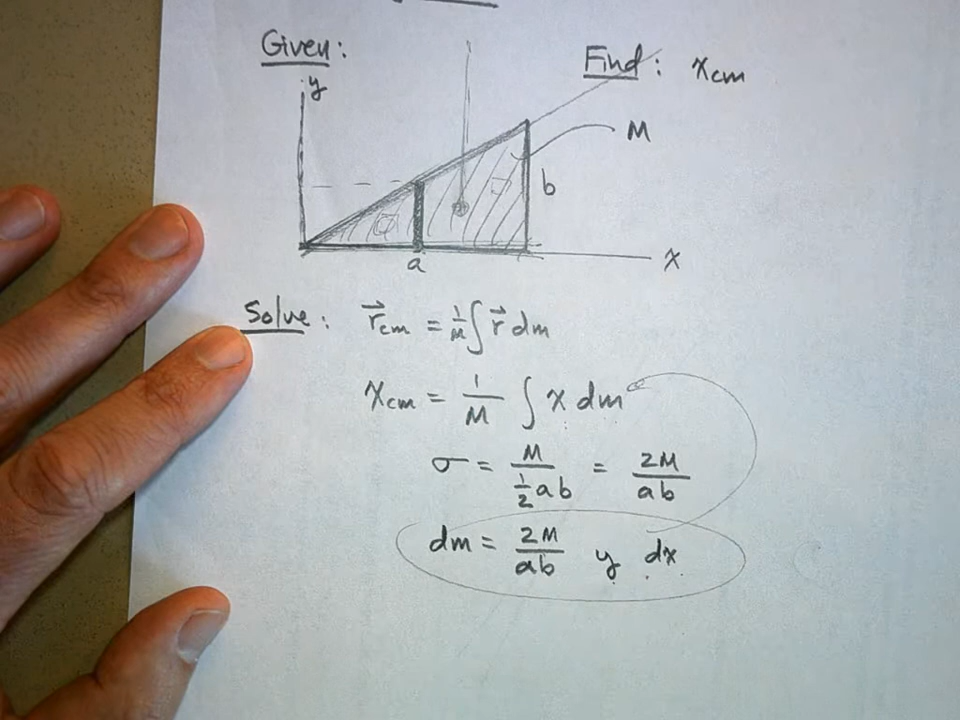 Given:
Find: xcm
y
M
b
a
x
Solve: r⃗cm = 1/M ∫ r⃗ dm
xcm = 1/M ∫ x dm
σ = M/(½ab) = 2M/ab
dm = 2M/ab y dx